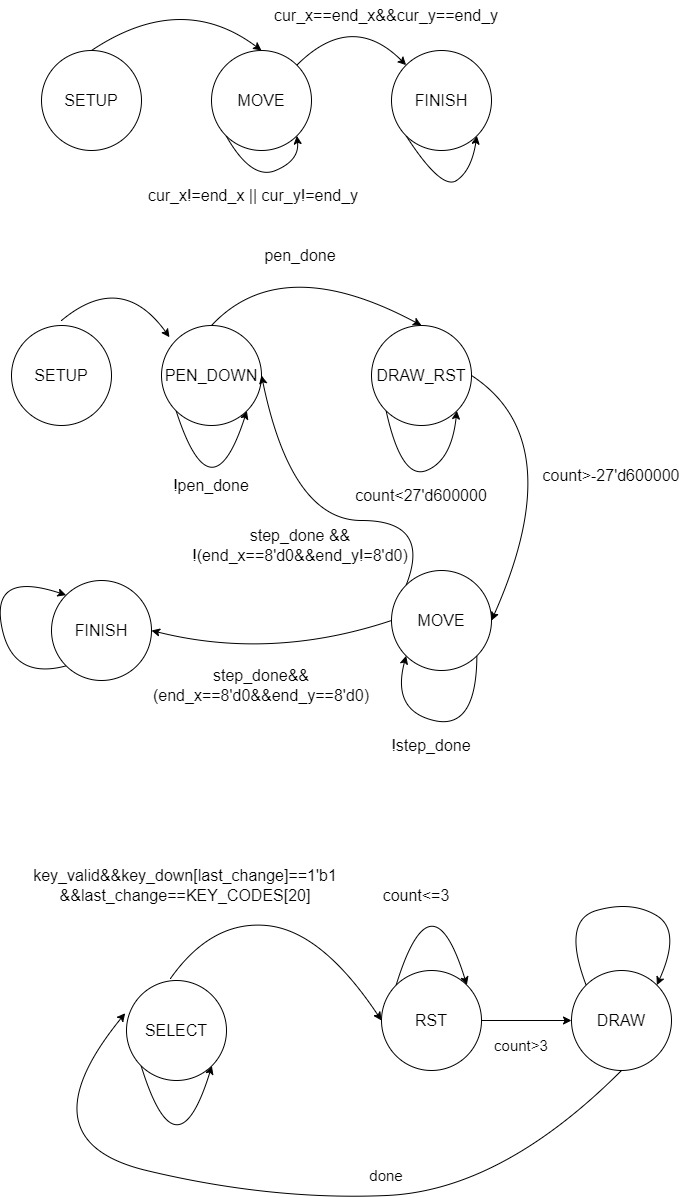 cur_x==end_x&&cur_y==end_y
SETUP
MOVE
FINISH
cur_x!=end_x || cur_y!=end_y
pen_done
SETUP
PEN_DOWN
DRAW_RST
!pen_done
count<27'd600000
count>-27'd600000
step_done &&
!(end_x==8'd0&&end_y!=8'd0)
FINISH
MOVE
step_done&&
(end_x==8'd0&&end_y==8'd0)
!step_done
key_valid&&key_down[last_change]==1'b1
&&last_change==KEY_CODES[20]
count<=3
SELECT
RST
DRAW
count>3
done